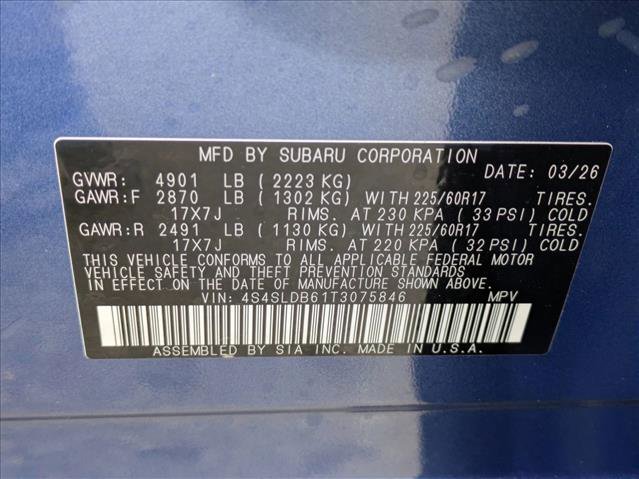 MFD BY SUBARU CORPORATION
DATE: 03/26
GVWR: 4901 LB ( 2223 KG)
GAWR:F 2870 LB ( 1302 KG) WITH 225/60R17 TIRES.
17X7J RIMS. AT 230 KPA ( 33 PSI) COLD
GAWR:R 2491 LB ( 1130 KG) WITH 225/60R17 TIRES.
17X7J RIMS. AT 220 KPA ( 32 PSI) COLD
THIS VEHICLE CONFORMS TO ALL APPLICABLE FEDERAL MOTOR
VEHICLE SAFETY AND THEFT PREVENTION STANDARDS
IN EFFECT ON THE DATE OF MANUFACTURE SHOWN ABOVE.
VIN: 4S4SLDB61T3075846 MPV
ASSEMBLED BY SIA INC. MADE IN U.S.A.